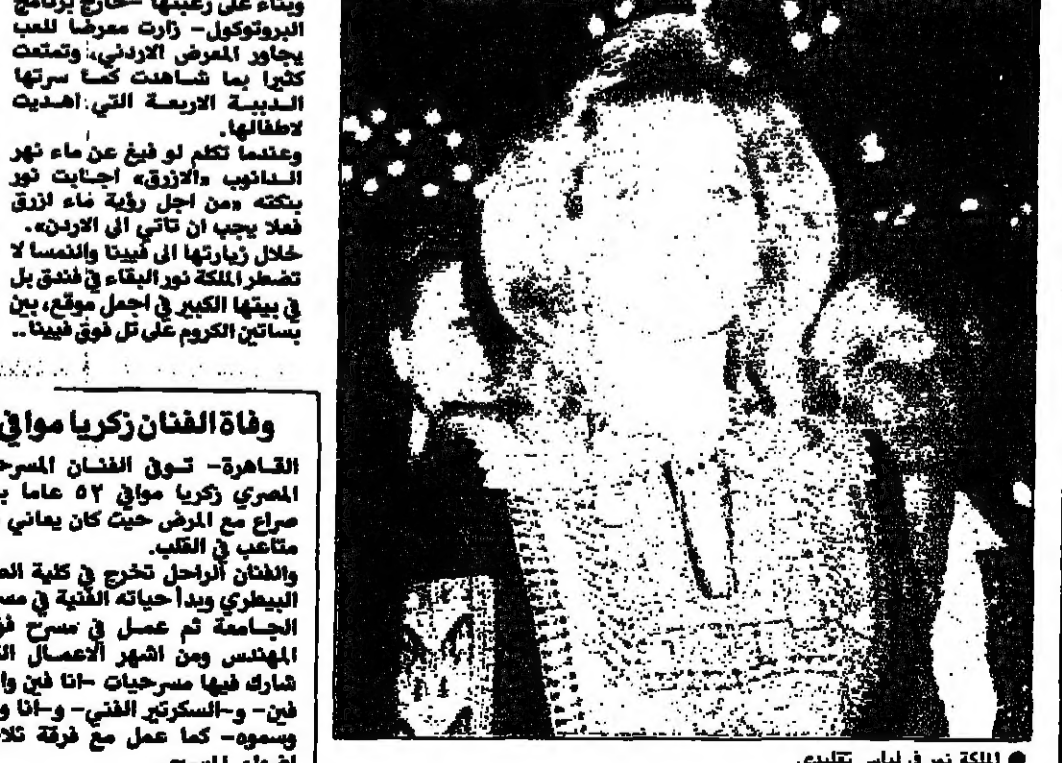 وبناء على رغبتها -خارج برنامج
البروتوكول- زارت معرضا للعب
يجاور المعرض الاردني، وتمتعت
كثيرا بما شاهدت كما سرتها
الدببة الاربعة التي اهديت
لاطفالها.
وعندما تكلم لو فيغ عن ماء نهر
الدانوب «الازرق» اجابت نور
بنكته «من اجل رؤية ماء ازرق
فعلا يجب ان تاتي الى الاردن».
خلال زيارتها الى فيينا والنمسا لا
تضطر الملكة نور البقاء في فندق بل
في بيتها الكبير في اجمل موقع، بين
بساتين الكروم على تل فوق فيينا..
وفاة الفنان زكريا موافي
القاهرة- توفي الفنان
المصري زكريا موافي ٥٢ عاما
صراع مع المرض حيث كان يعاني
متاعب في القلب.
والفنان الراحل تخرج في كلية
البيطري وبدأ حياته الفنية في
الجامعة ثم عمل في مسرح
المهندس ومن اشهر الاعمال
شارك فيها مسرحيات -انا فين
فين- و-السكرتير الفني- و-انا
وسموه- كما عمل مع فرقة
● الملكة نور في لباس تقليدي